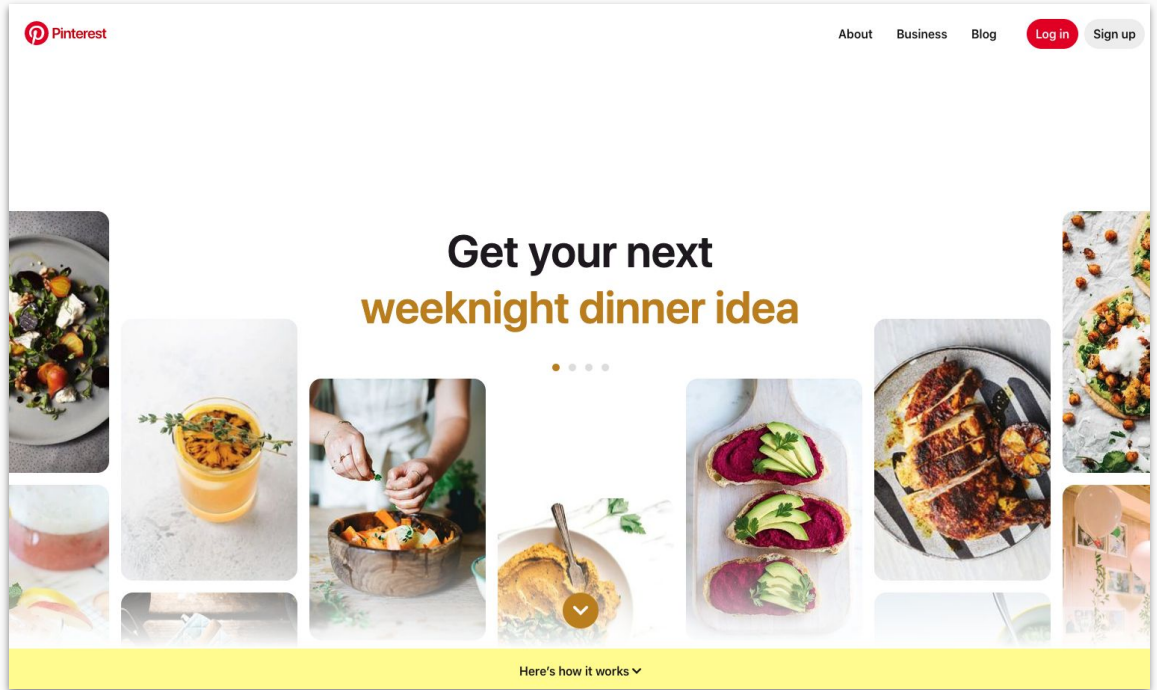 Pinterest
About Business Blog Log in Sign up
Get your next
weeknight dinner idea
Here's how it works